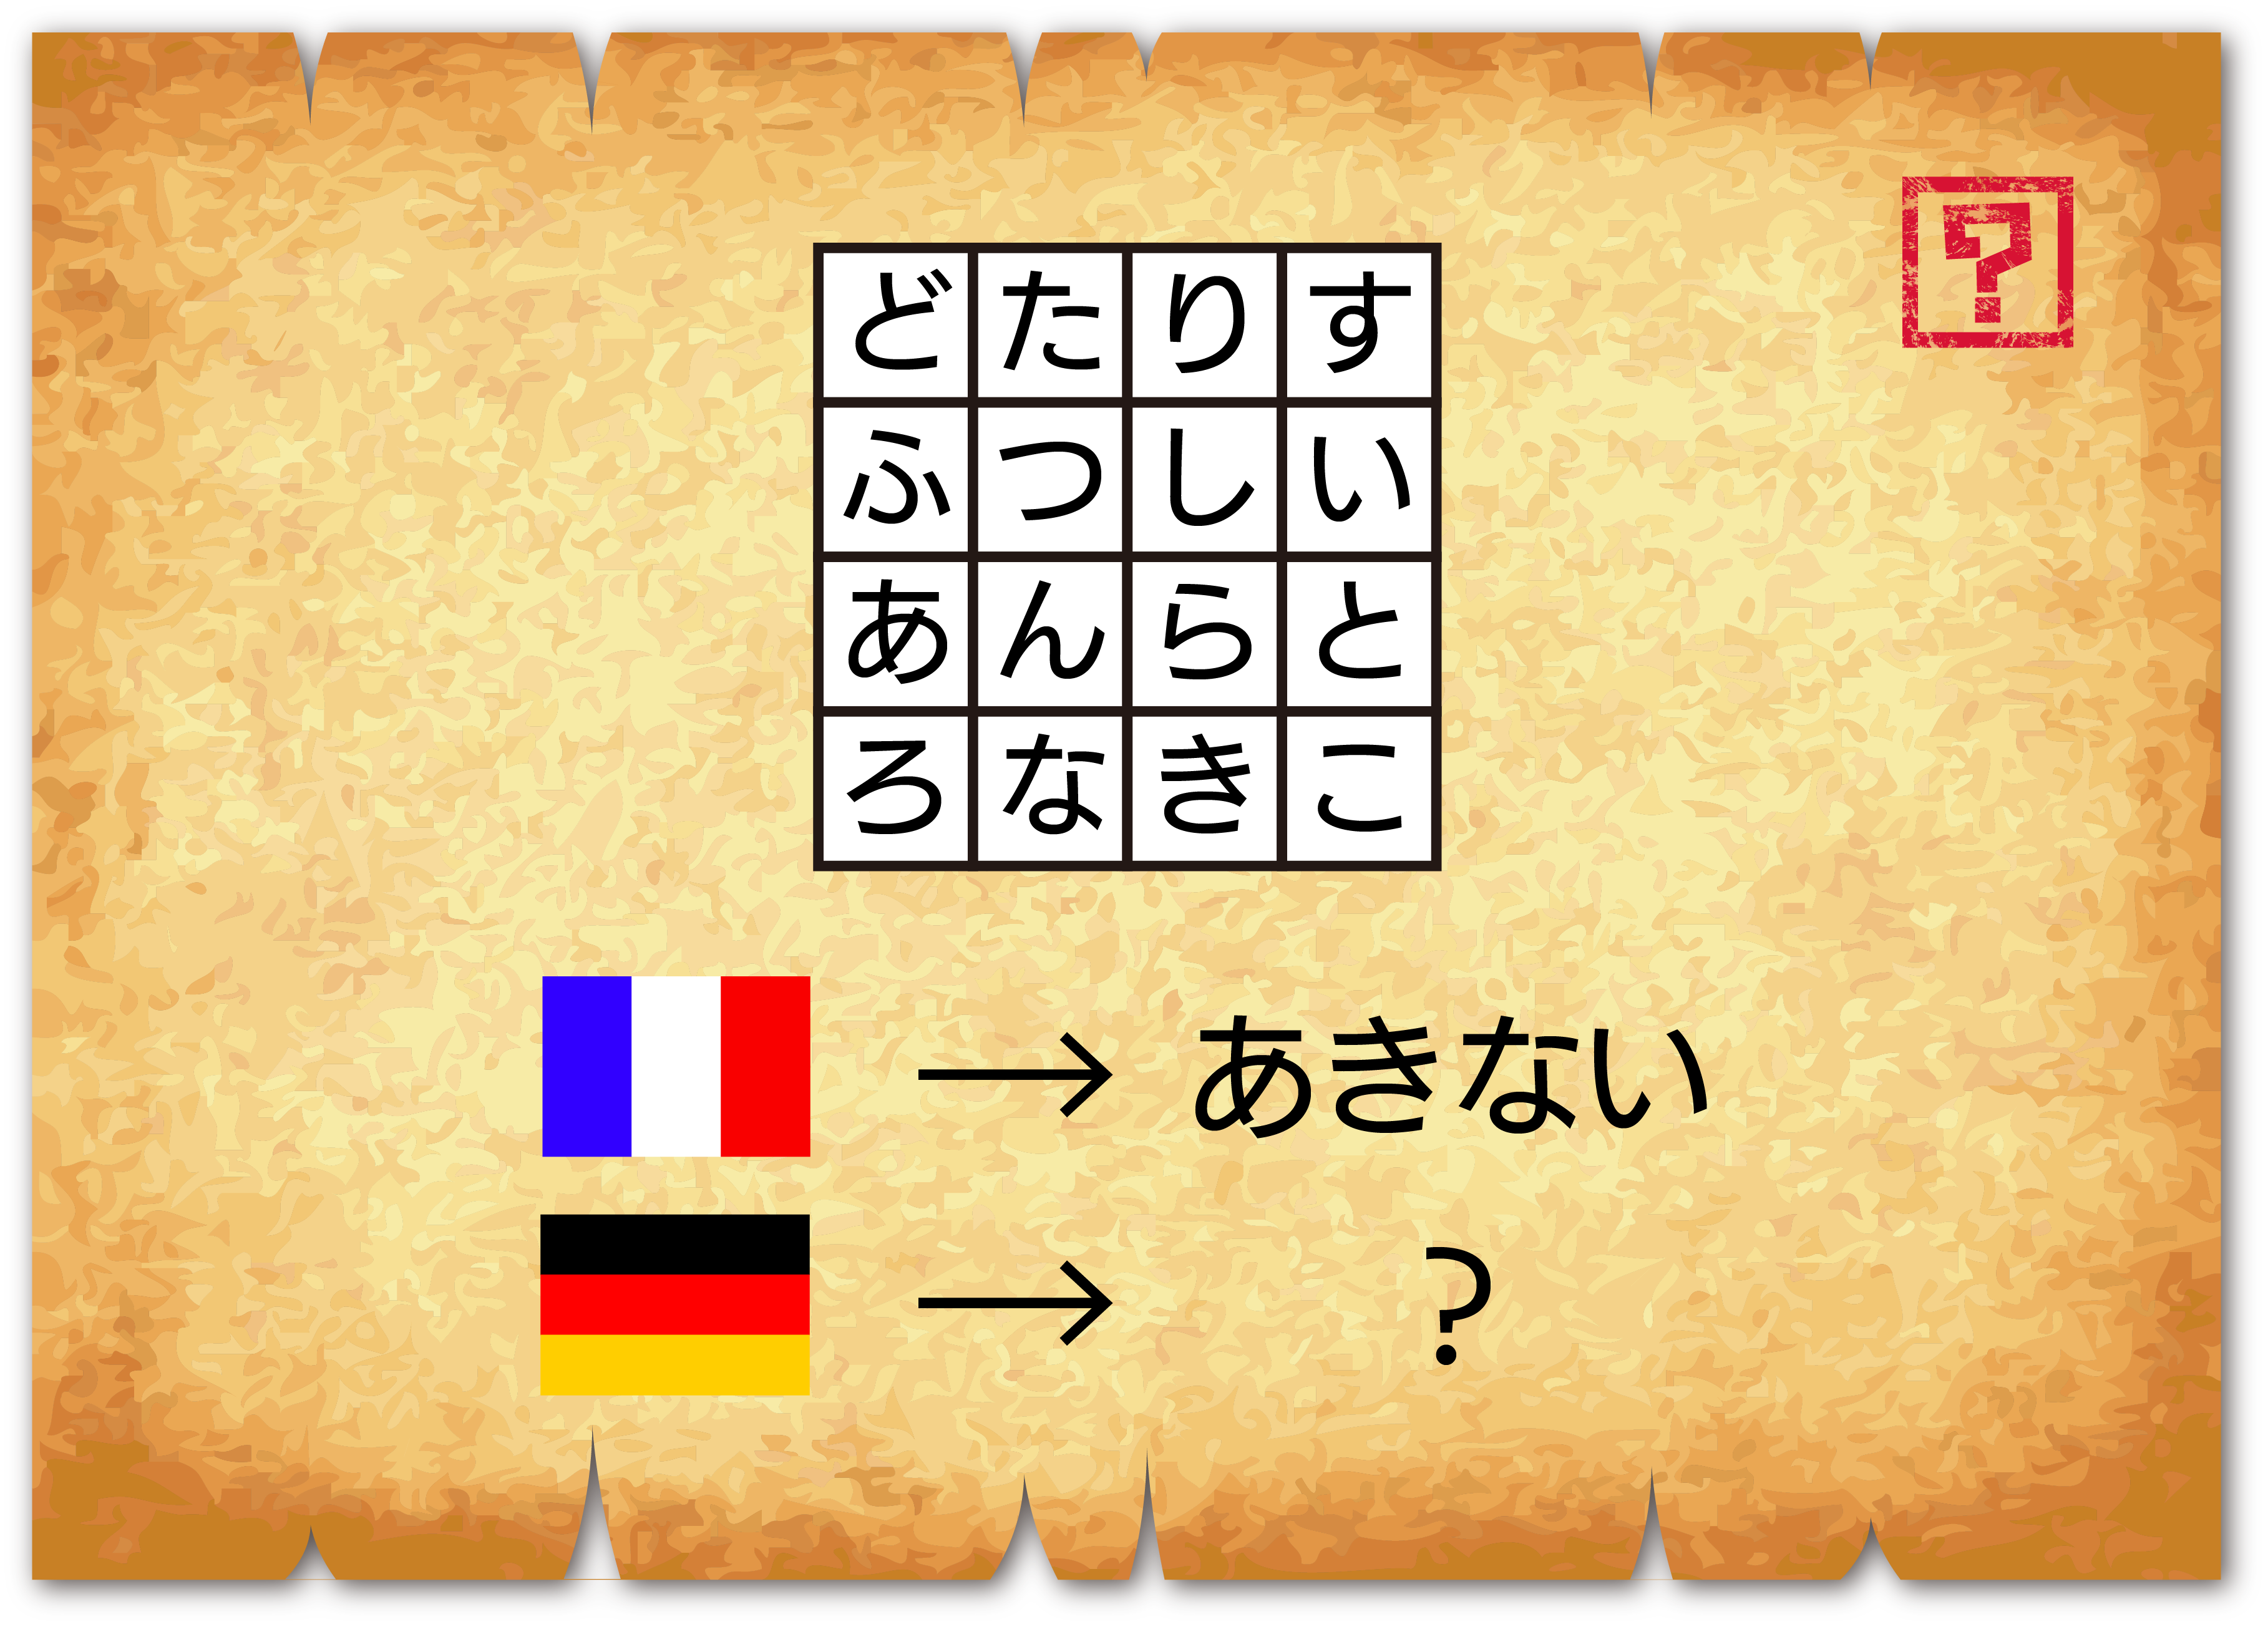 ?
どたりす
ふつしい
あんらと
ろなきこ
→ あきない
→ ?